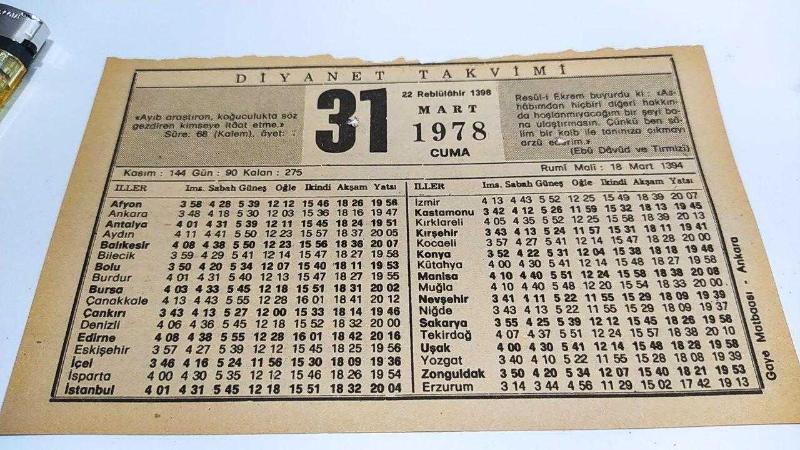 DİYANET TAKVİMİ
«Ayıb araştıran, koğuculukta söz
gezdiren kimseye itâat etme.»
Sûre: 68 (Kalem), âyet:
31
22 Rebîülâhir 1398
MART
1978
CUMA
Resûl-i Ekrem buyurdu ki : «As-
hâbımdan hiçbiri diğeri hakkın-
da hoşlanmıyacağım bir şeyi ba-
na ulaştırmasın. Çünkü ben sâ-
lim bir kalb ile tanınıza çıkmayı
arzû ederim.»
(Ebû Dâvûd ve Tirmizî)
Kasım : 144 Gün : 90 Kalan : 275
Rumî Malî : 18 Mart 1394
İLLER İms. Sabah Güneş Öğle İkindi Akşam Yatsı
Afyon 3 58 4 28 5 39 12 12 15 46 18 26 19 56
Ankara 3 48 4 18 5 30 12 03 15 36 18 16 19 47
Antalya 4 01 4 31 5 39 12 11 15 45 18 24 19 51
Aydın 4 11 4 41 5 50 12 23 15 57 18 37 20 05
Balıkesir 4 08 4 38 5 50 12 23 15 56 18 36 20 07
Bilecik 3 59 4 29 5 41 12 14 15 47 18 27 19 58
Bolu 3 50 4 20 5 34 12 07 15 40 18 11 19 53
Burdur 4 01 4 31 5 40 12 13 15 47 18 27 19 55
Bursa 4 03 4 33 5 45 12 18 15 51 18 31 20 02
Çanakkale 4 13 4 43 5 55 12 28 16 01 18 41 20 12
Çankırı 3 43 4 13 5 27 12 00 15 33 18 14 19 46
Denizli 4 06 4 36 5 45 12 18 15 52 18 32 20 00
Edirne 4 08 4 38 5 55 12 28 16 01 18 42 20 16
Eskişehir 3 57 4 27 5 39 12 12 15 45 18 25 19 56
İçel 3 46 4 16 5 24 11 56 15 30 18 09 19 36
Isparta 4 00 4 30 5 35 12 12 15 46 18 26 19 54
İstanbul 4 01 4 31 5 45 12 18 15 51 18 32 20 04
İLLER İms. Sabah Güneş Öğle İkindi Akşam Yatsı
İzmir 4 13 4 43 5 52 12 25 15 49 18 39 20 07
Kastamonu 3 42 4 12 5 26 11 59 15 32 18 13 19 45
Kırklareli 4 05 4 35 5 52 12 25 15 58 18 39 20 13
Kırşehir 3 43 4 13 5 24 11 57 15 31 18 11 19 41
Kocaeli 3 57 4 27 5 41 12 14 15 47 18 28 20 00
Konya 3 52 4 22 5 31 12 04 15 38 18 18 19 46
Kütahya 4 00 4 30 5 41 12 14 15 48 18 28 19 58
Manisa 4 10 4 40 5 51 12 24 15 58 18 38 20 08
Muğla 4 10 4 40 5 48 12 20 15 54 18 33 20 00
Nevşehir 3 41 4 11 5 22 11 55 15 29 18 09 19 39
Niğde 3 43 4 13 5 22 11 55 15 29 18 09 19 37
Sakarya 3 55 4 25 5 39 12 12 15 45 18 26 19 58
Tekirdağ 4 07 4 37 5 51 12 24 15 57 18 38 20 10
Uşak 4 00 4 30 5 41 12 14 15 48 18 28 19 58
Yozgat 3 40 4 10 5 22 11 55 15 28 18 08 19 39
Zonguldak 3 50 4 20 5 34 12 07 15 40 18 21 19 53
Erzurum 3 14 3 44 4 56 11 29 15 02 17 42 19 13
Gaye Matbaası - Ankara